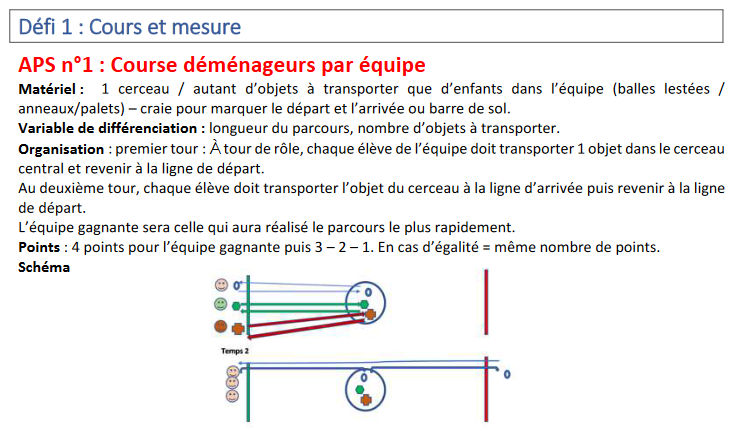 Défi 1 : Cours et mesure
APS n°1 : Course déménageurs par équipe
Matériel : 1 cerceau / autant d'objets à transporter que d'enfants dans l'équipe (balles lestées /
anneaux/palets) – craie pour marquer le départ et l'arrivée ou barre de sol.
Variable de différenciation : longueur du parcours, nombre d'objets à transporter.
Organisation : premier tour : À tour de rôle, chaque élève de l'équipe doit transporter 1 objet dans le cerceau
central et revenir à la ligne de départ.
Au deuxième tour, chaque élève doit transporter l'objet du cerceau à la ligne d'arrivée puis revenir à la ligne
de départ.
L'équipe gagnante sera celle qui aura réalisé le parcours le plus rapidement.
Points : 4 points pour l'équipe gagnante puis 3 – 2 – 1. En cas d'égalité = même nombre de points.
Schéma
Temps 2